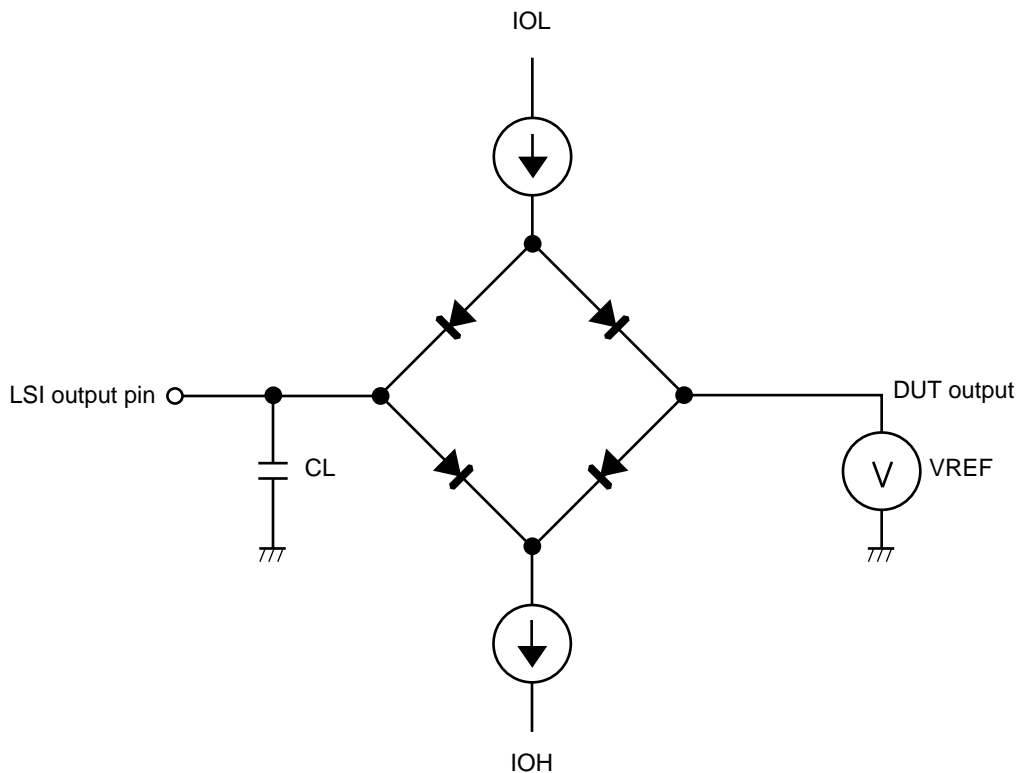 IOL
LSI output pin
DUT output
CL
V
VREF
IOH